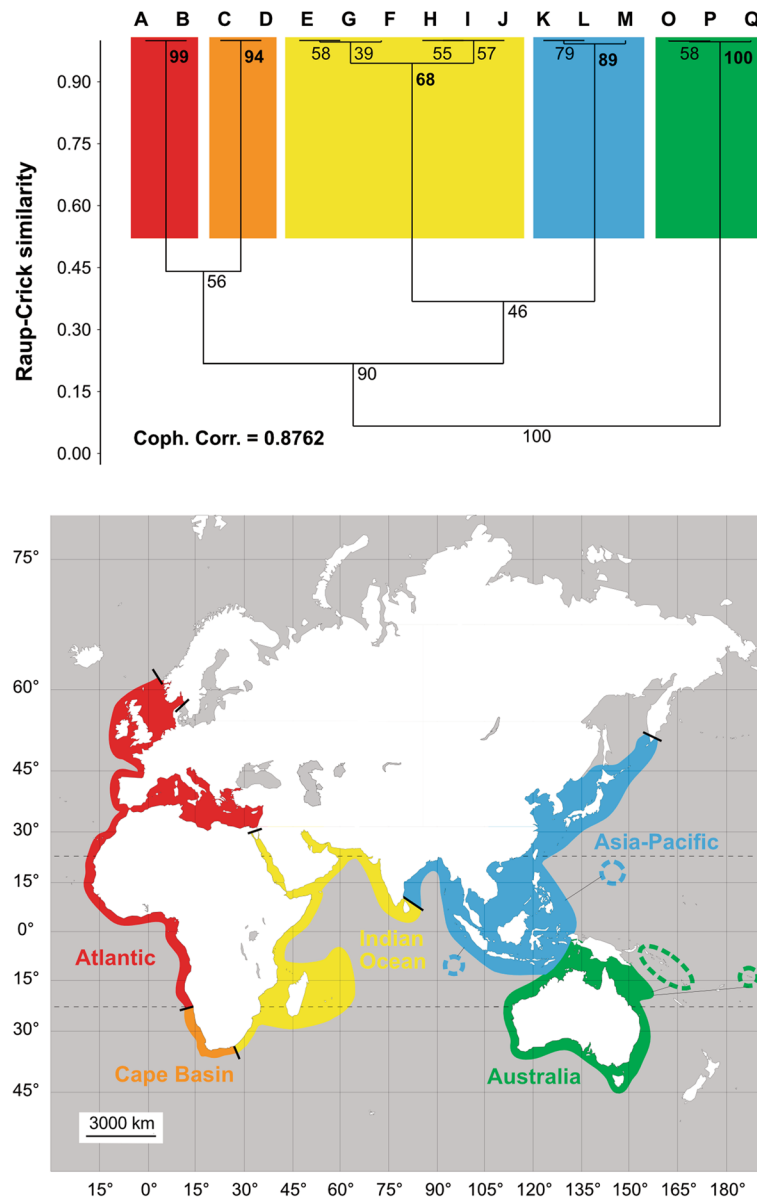 A B C D E G F H I J K L M O P Q
Raup-Crick similarity
0.90
0.75
0.60
0.45
0.30
0.15
0.00
99 94 58 39 55 57 79 58 100
89
68
56
46
90
100
Coph. Corr. = 0.8762
75°
60°
45°
30°
15°
0°
15°
30°
45°
Asia-Pacific
Indian
Ocean
Atlantic
Cape Basin
Australia
3000 km
15° 0° 15° 30° 45° 60° 75° 90° 105° 120° 135° 150° 165° 180°